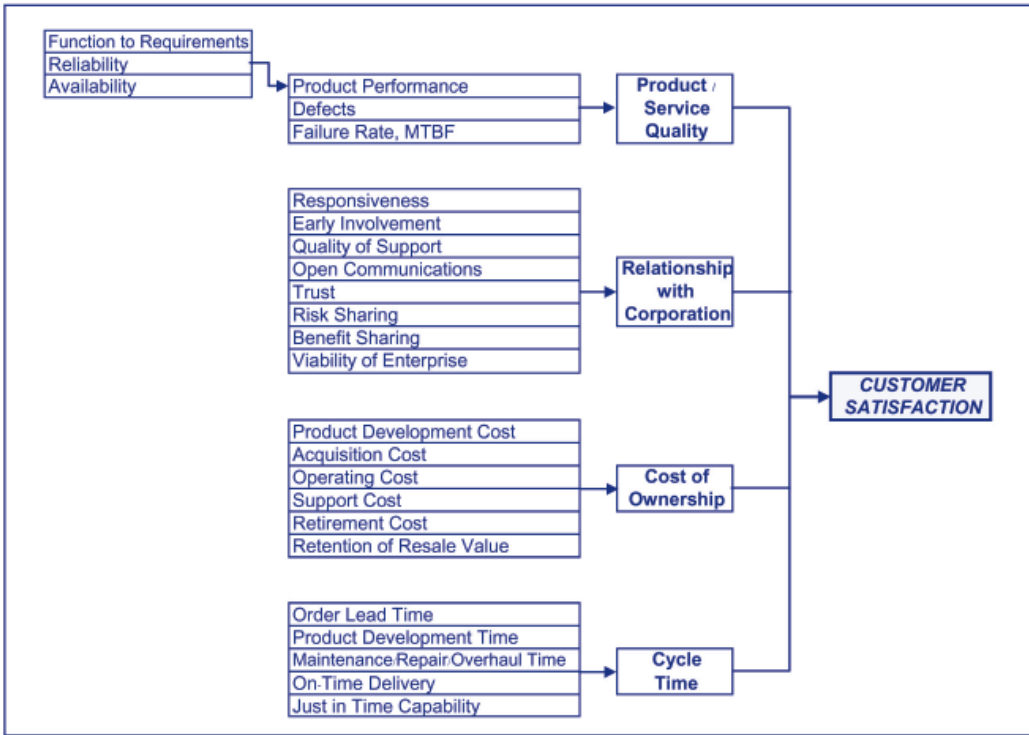 Function to Requirements
Reliability
Availability
Product Performance
Defects
Failure Rate, MTBF
Product /
Service
Quality
Responsiveness
Early Involvement
Quality of Support
Open Communications
Trust
Risk Sharing
Benefit Sharing
Viability of Enterprise
Relationship
with
Corporation
CUSTOMER
SATISFACTION
Product Development Cost
Acquisition Cost
Operating Cost
Support Cost
Retirement Cost
Retention of Resale Value
Cost of
Ownership
Order Lead Time
Product Development Time
Maintenance/Repair/Overhaul Time
On-Time Delivery
Just in Time Capability
Cycle
Time